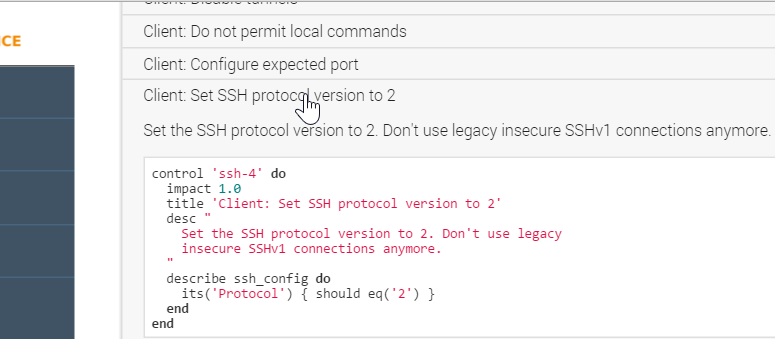 Client: Disable tunnels
CE
Client: Do not permit local commands
Client: Configure expected port
Client: Set SSH protocol version to 2
Set the SSH protocol version to 2. Don't use legacy insecure SSHv1 connections anymore.
control 'ssh-4' do
impact 1.0
title 'Client: Set SSH protocol version to 2'
desc "
Set the SSH protocol version to 2. Don't use legacy
insecure SSHv1 connections anymore.
"
describe ssh_config do
its('Protocol') { should eq('2') }
end
end